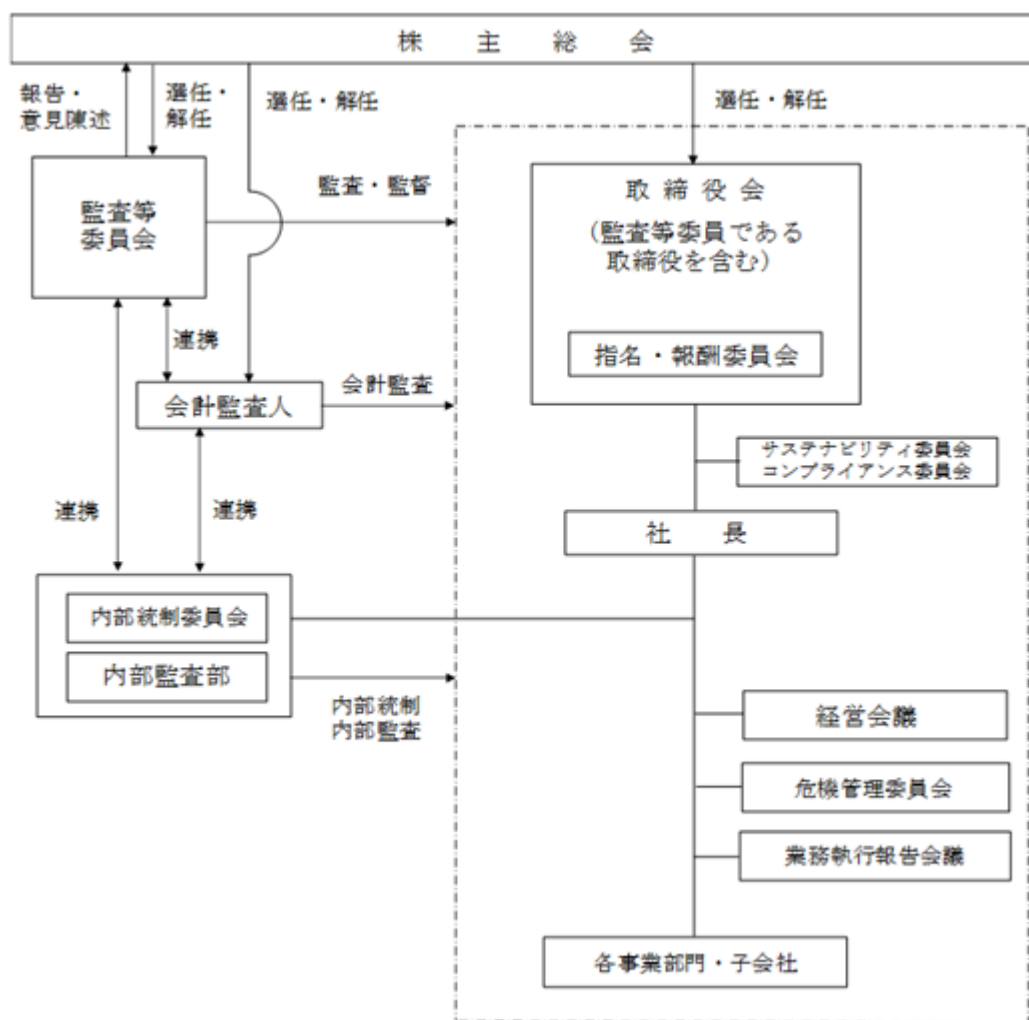 株主総会
報告・
意見陳述
選任・
解任
選任・解任
選任・解任
監査等
委員会
監査・監督
取締役会
(監査等委員である
取締役を含む)
指名・報酬委員会
連携
会計監査人
会計監査
サステナビリティ委員会
コンプライアンス委員会
連携
連携
社長
内部統制委員会
内部監査部
内部統制
内部監査
経営会議
危機管理委員会
業務執行報告会議
各事業部門・子会社